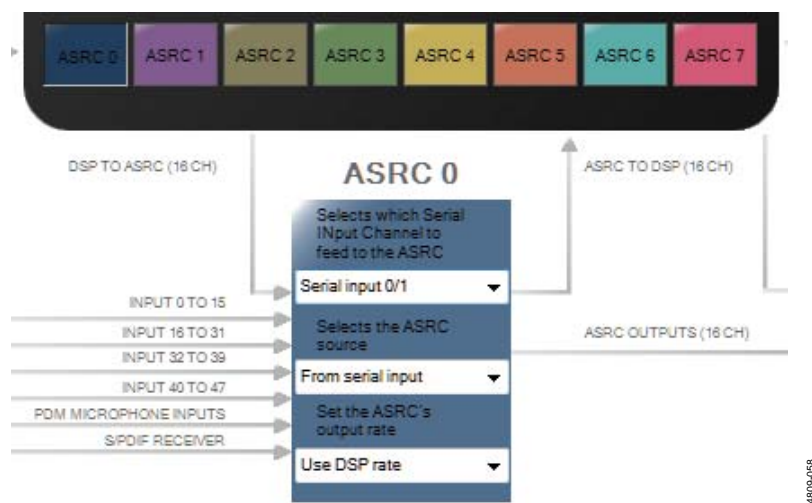 ASRC 0 ASRC 1 ASRC 2 ASRC 3 ASRC 4 ASRC 5 ASRC 6 ASRC 7
DSP TO ASRC (16 CH)
ASRC TO DSP (16 CH)
ASRC 0
Selects which Serial
INput Channel to
feed to the ASRC
Serial input 0/1
INPUT 0 TO 15
INPUT 16 TO 31
INPUT 32 TO 39
INPUT 40 TO 47
PDM MICROPHONE INPUTS
S/PDIF RECEIVER
Selects the ASRC
source
From serial input
Set the ASRC's
output rate
Use DSP rate
ASRC OUTPUTS (16 CH)